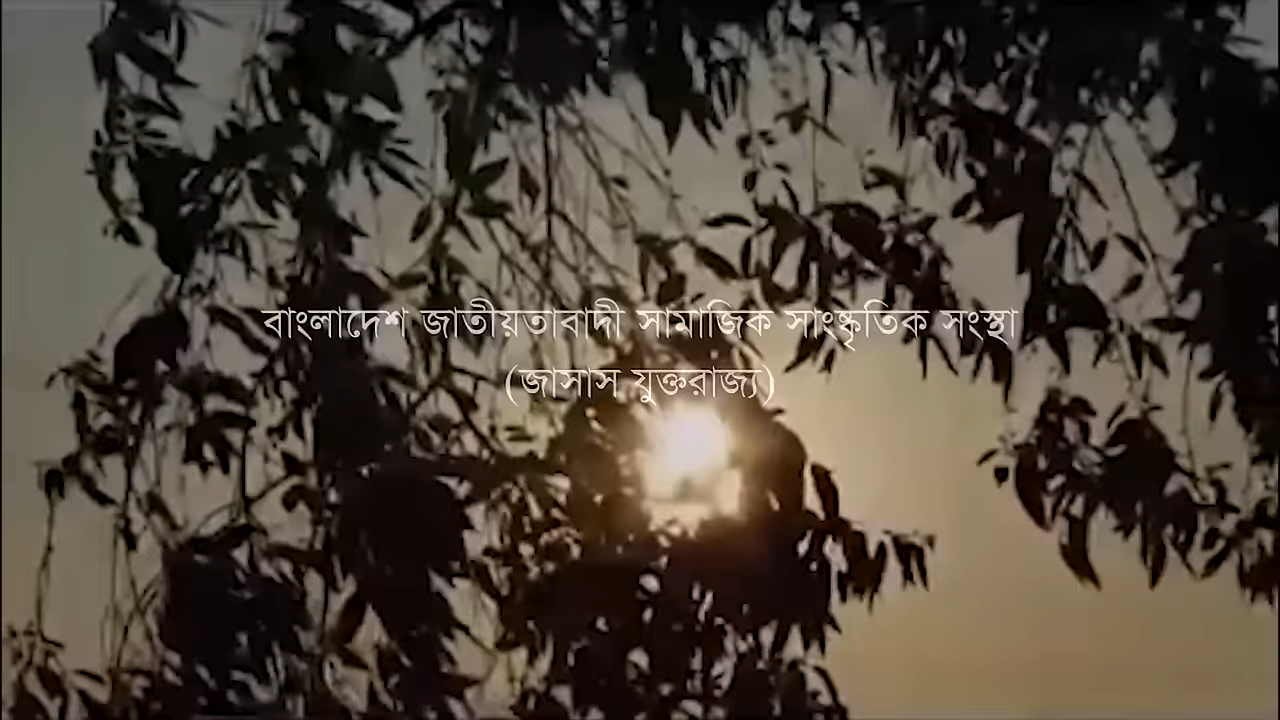 বাংলাদেশ জাতীয়তাবাদী সামাজিক সাংষ্কৃতিক সংস্থা
(জাসাস যুক্তরাজ্য)